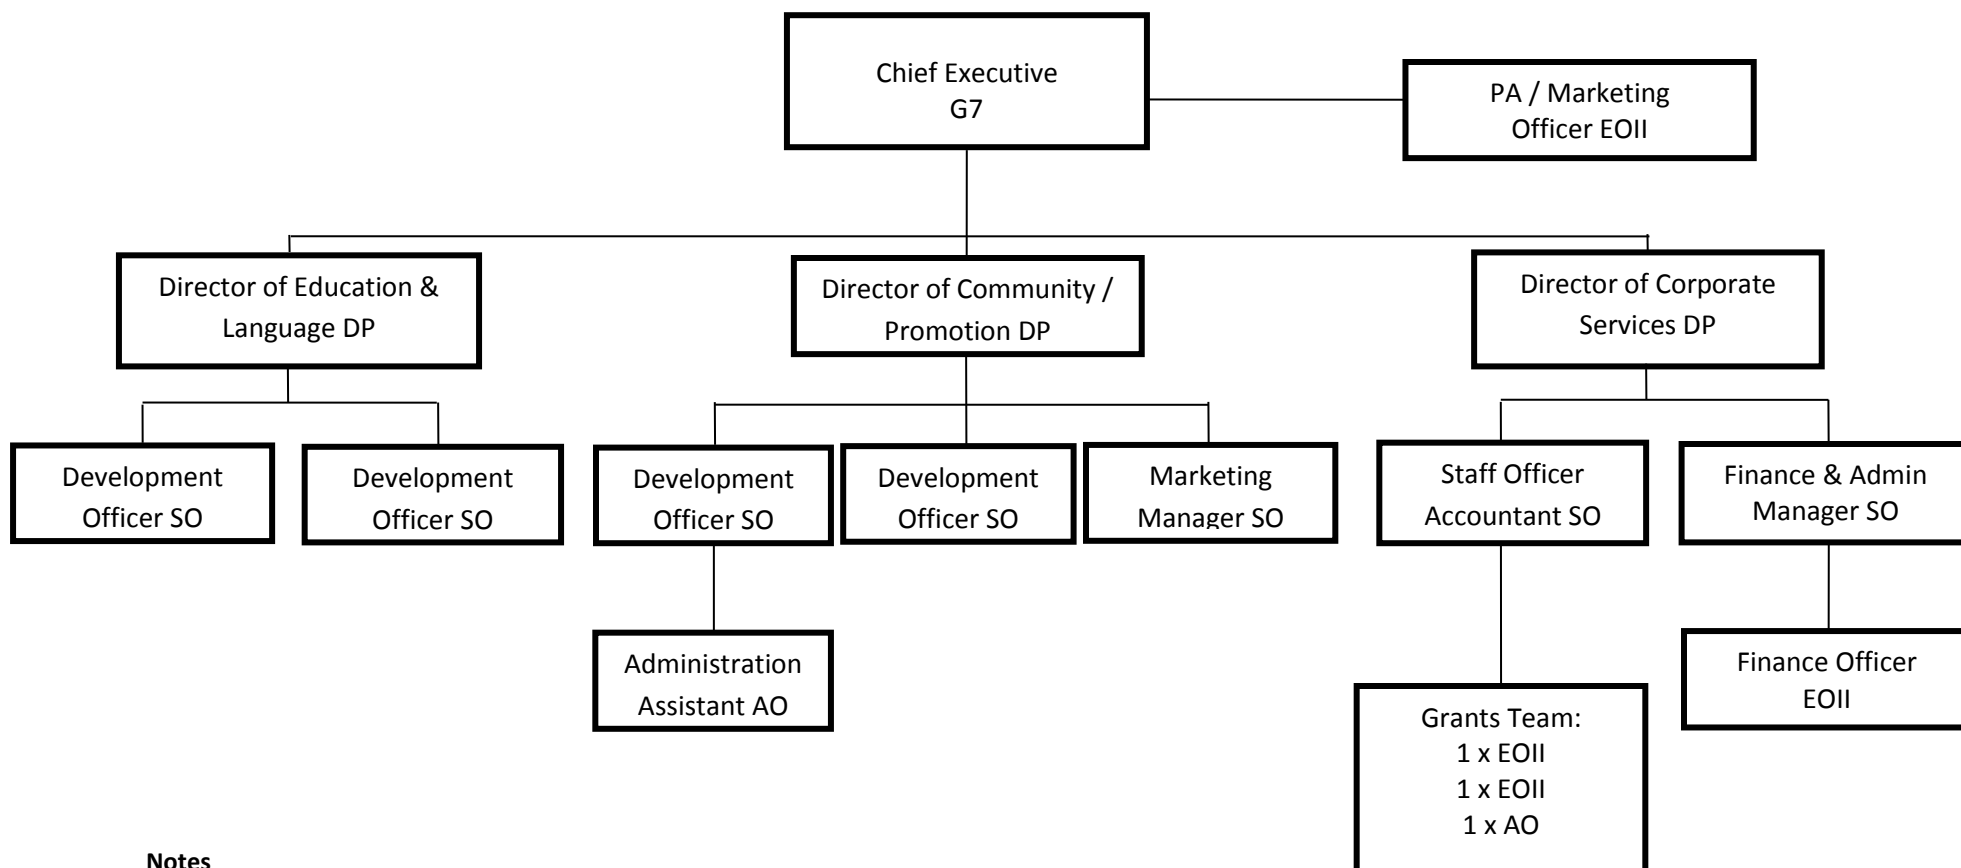 Chief Executive
G7
PA / Marketing
Officer EOII
Director of Education &
Language DP
Director of Community /
Promotion DP
Director of Corporate
Services DP
Development
Officer SO
Development
Officer SO
Development
Officer SO
Development
Officer SO
Marketing
Manager SO
Staff Officer
Accountant SO
Finance & Admin
Manager SO
Administration
Assistant AO
Grants Team:
1 x EOII
1 x EOII
1 x AO
Finance Officer
EOII
Notes